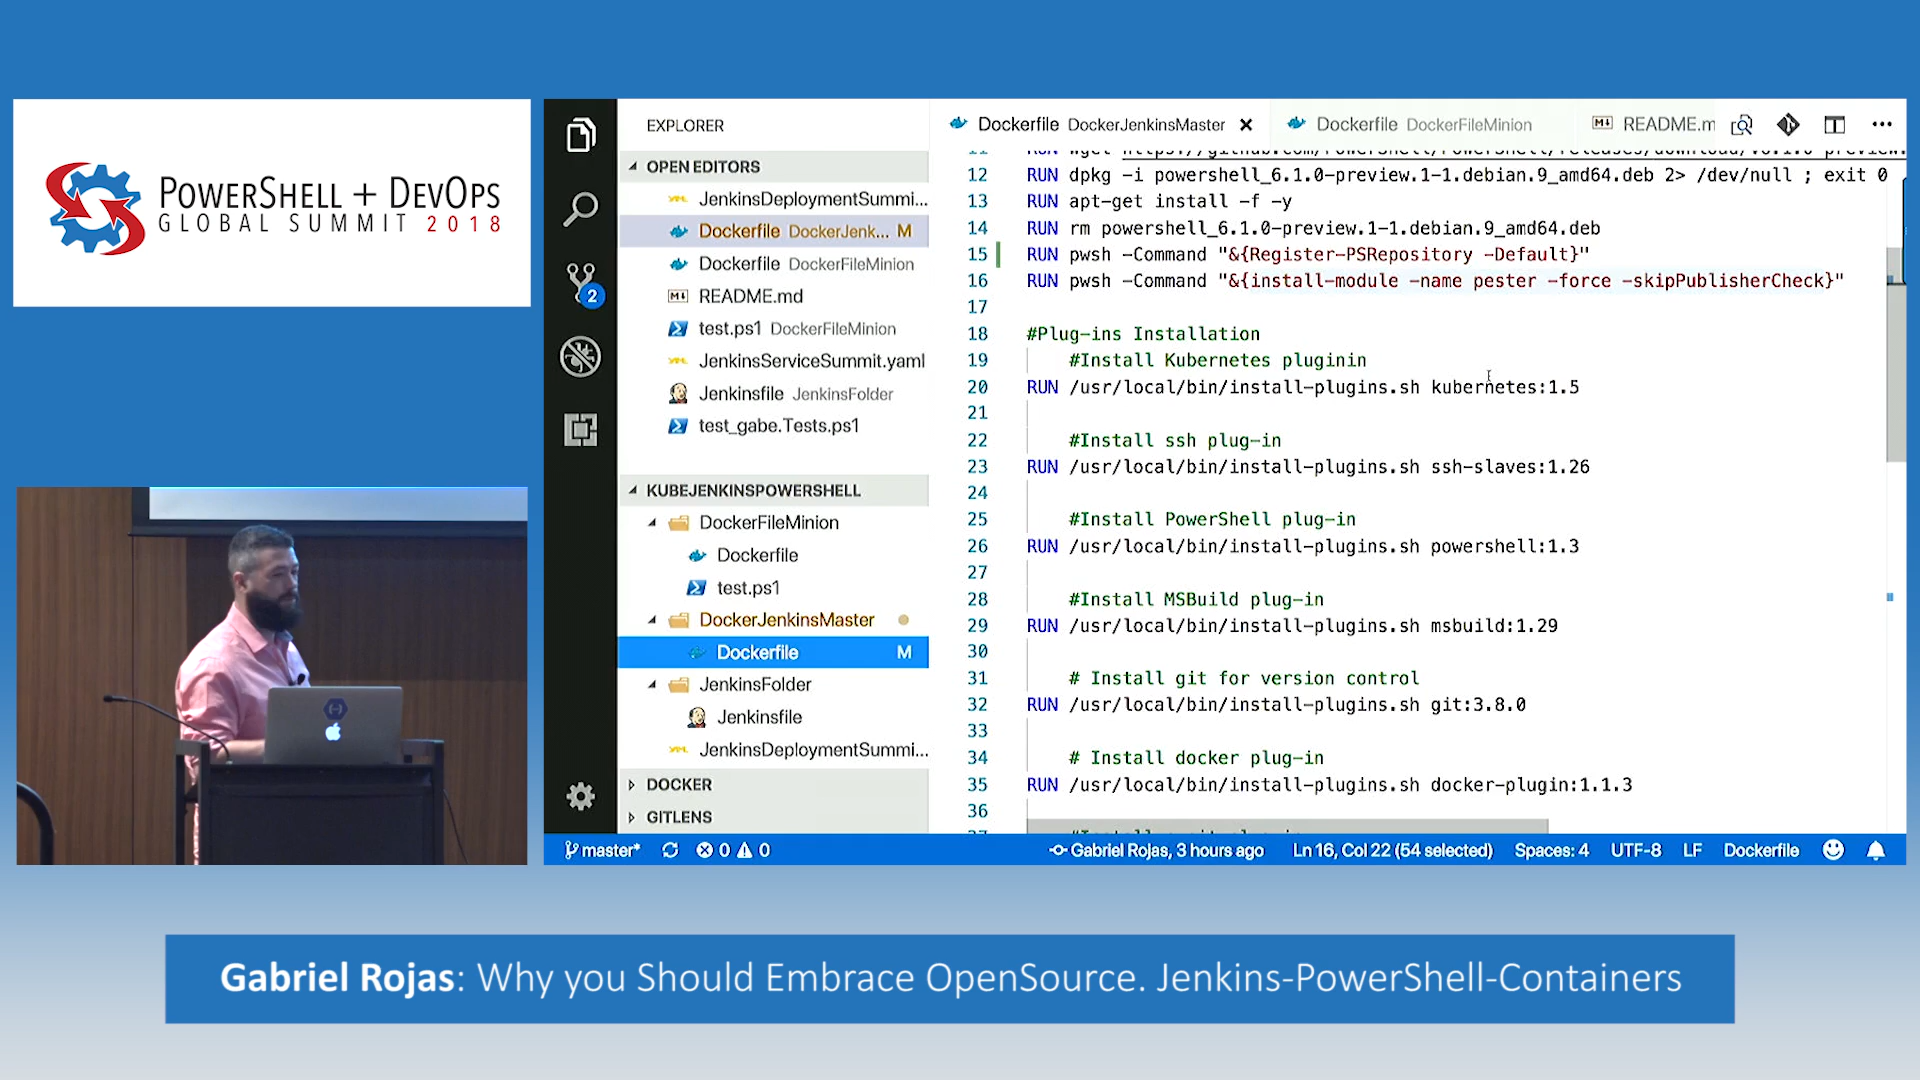 POWERSHELL + DEVOPS
GLOBAL SUMMIT 2018
EXPLORER
OPEN EDITORS
JenkinsDeploymentSummi...
Dockerfile DockerJenk... M
Dockerfile DockerFileMinion
README.md
test.ps1 DockerFileMinion
JenkinsServiceSummit.yaml
Jenkinsfile JenkinsFolder
test_gabe.Tests.ps1
2
KUBEJENKINSPOWERSHELL
DockerFileMinion
Dockerfile
test.ps1
DockerJenkinsMaster
Dockerfile M
JenkinsFolder
Jenkinsfile
JenkinsDeploymentSummi...
DOCKER
GITLENS
Dockerfile DockerJenkinsMaster
Dockerfile DockerFileMinion
README.m
12 RUN dpkg -i powershell_6.1.0-preview.1-1.debian.9_amd64.deb 2> /dev/null ; exit 0
13 RUN apt-get install -f -y
14 RUN rm powershell_6.1.0-preview.1-1.debian.9_amd64.deb
15 RUN pwsh -Command "&{Register-PSRepository -Default}"
16 RUN pwsh -Command "&{install-module -name pester -force -skipPublisherCheck}"
17
18 #Plug-ins Installation
19 #Install Kubernetes pluginin
20 RUN /usr/local/bin/install-plugins.sh kubernetes:1.5
21
22 #Install ssh plug-in
23 RUN /usr/local/bin/install-plugins.sh ssh-slaves:1.26
24
25 #Install PowerShell plug-in
26 RUN /usr/local/bin/install-plugins.sh powershell:1.3
27
28 #Install MSBuild plug-in
29 RUN /usr/local/bin/install-plugins.sh msbuild:1.29
30
31 # Install git for version control
32 RUN /usr/local/bin/install-plugins.sh git:3.8.0
33
34 # Install docker plug-in
35 RUN /usr/local/bin/install-plugins.sh docker-plugin:1.1.3
36
master* 0 0 Gabriel Rojas, 3 hours ago Ln 16, Col 22 (54 selected) Spaces: 4 UTF-8 LF Dockerfile
Gabriel Rojas: Why you Should Embrace OpenSource. Jenkins-PowerShell-Containers